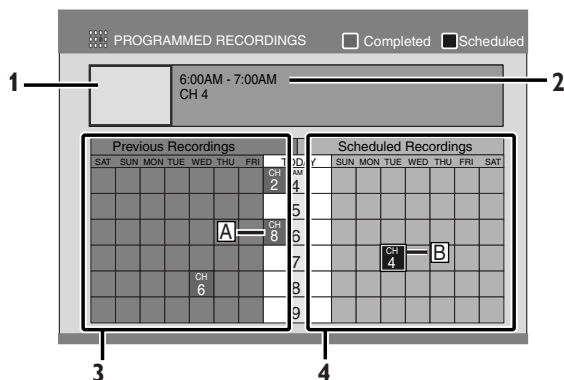 PROGRAMMED RECORDINGS Completed Scheduled
1 6:00AM - 7:00AM 2
CH 4
Previous Recordings Scheduled Recordings
SAT SUN MON TUE WED THU FRI TODAY SUN MON TUE WED THU FRI SAT
CH 2 AM 4
5
A CH 8 6
7 CH 4 B
CH 6 8
9
3 4